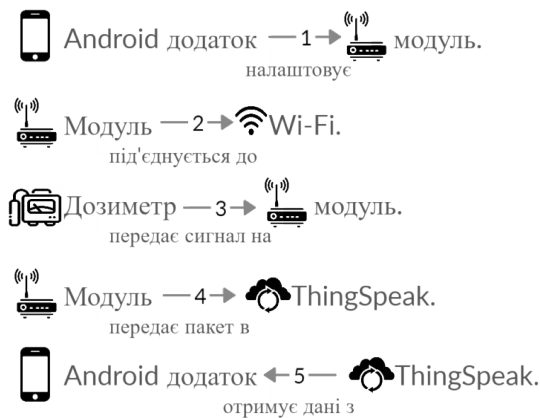 Android додаток 1 модуль.
налаштовує
Модуль 2 Wi-Fi.
під'єднується до
Дозиметр 3 модуль.
передає сигнал на
Модуль 4 ThingSpeak.
передає пакет в
Android додаток 5 ThingSpeak.
отримує дані з